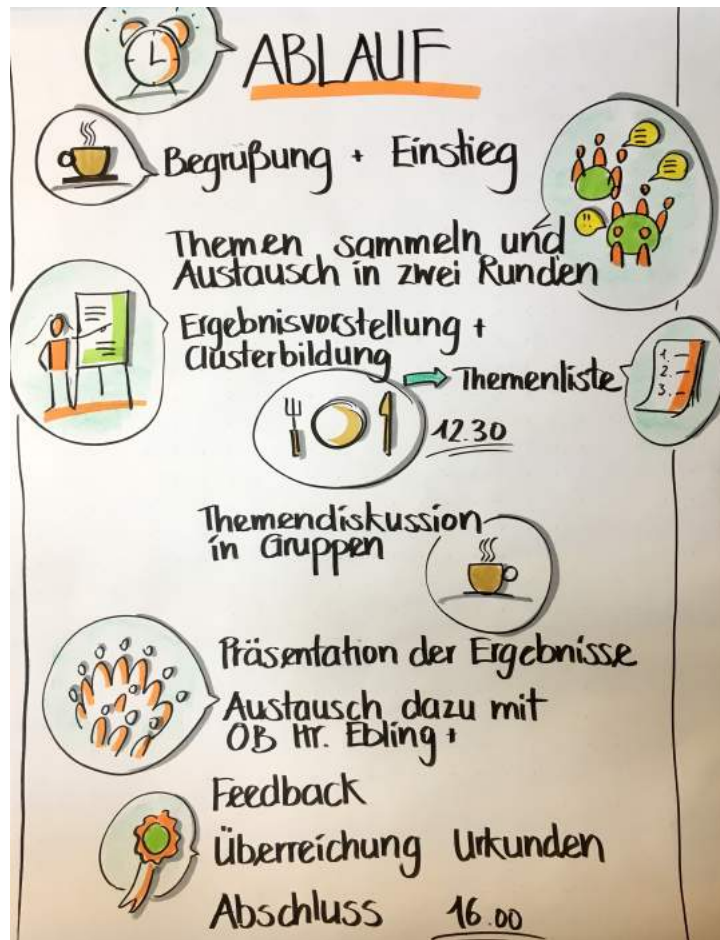 ABLAUF
Begrüßung + Einstieg
Themen sammeln und
Austausch in zwei Runden
Ergebnisvorstellung +
Clusterbildung
Themenliste
1.
2.
3.
12.30
Themendiskussion
in Gruppen
Präsentation der Ergebnisse
Austausch dazu mit
OB Hr. Ebling +
Feedback
Überreichung Urkunden
Abschluss 16.00